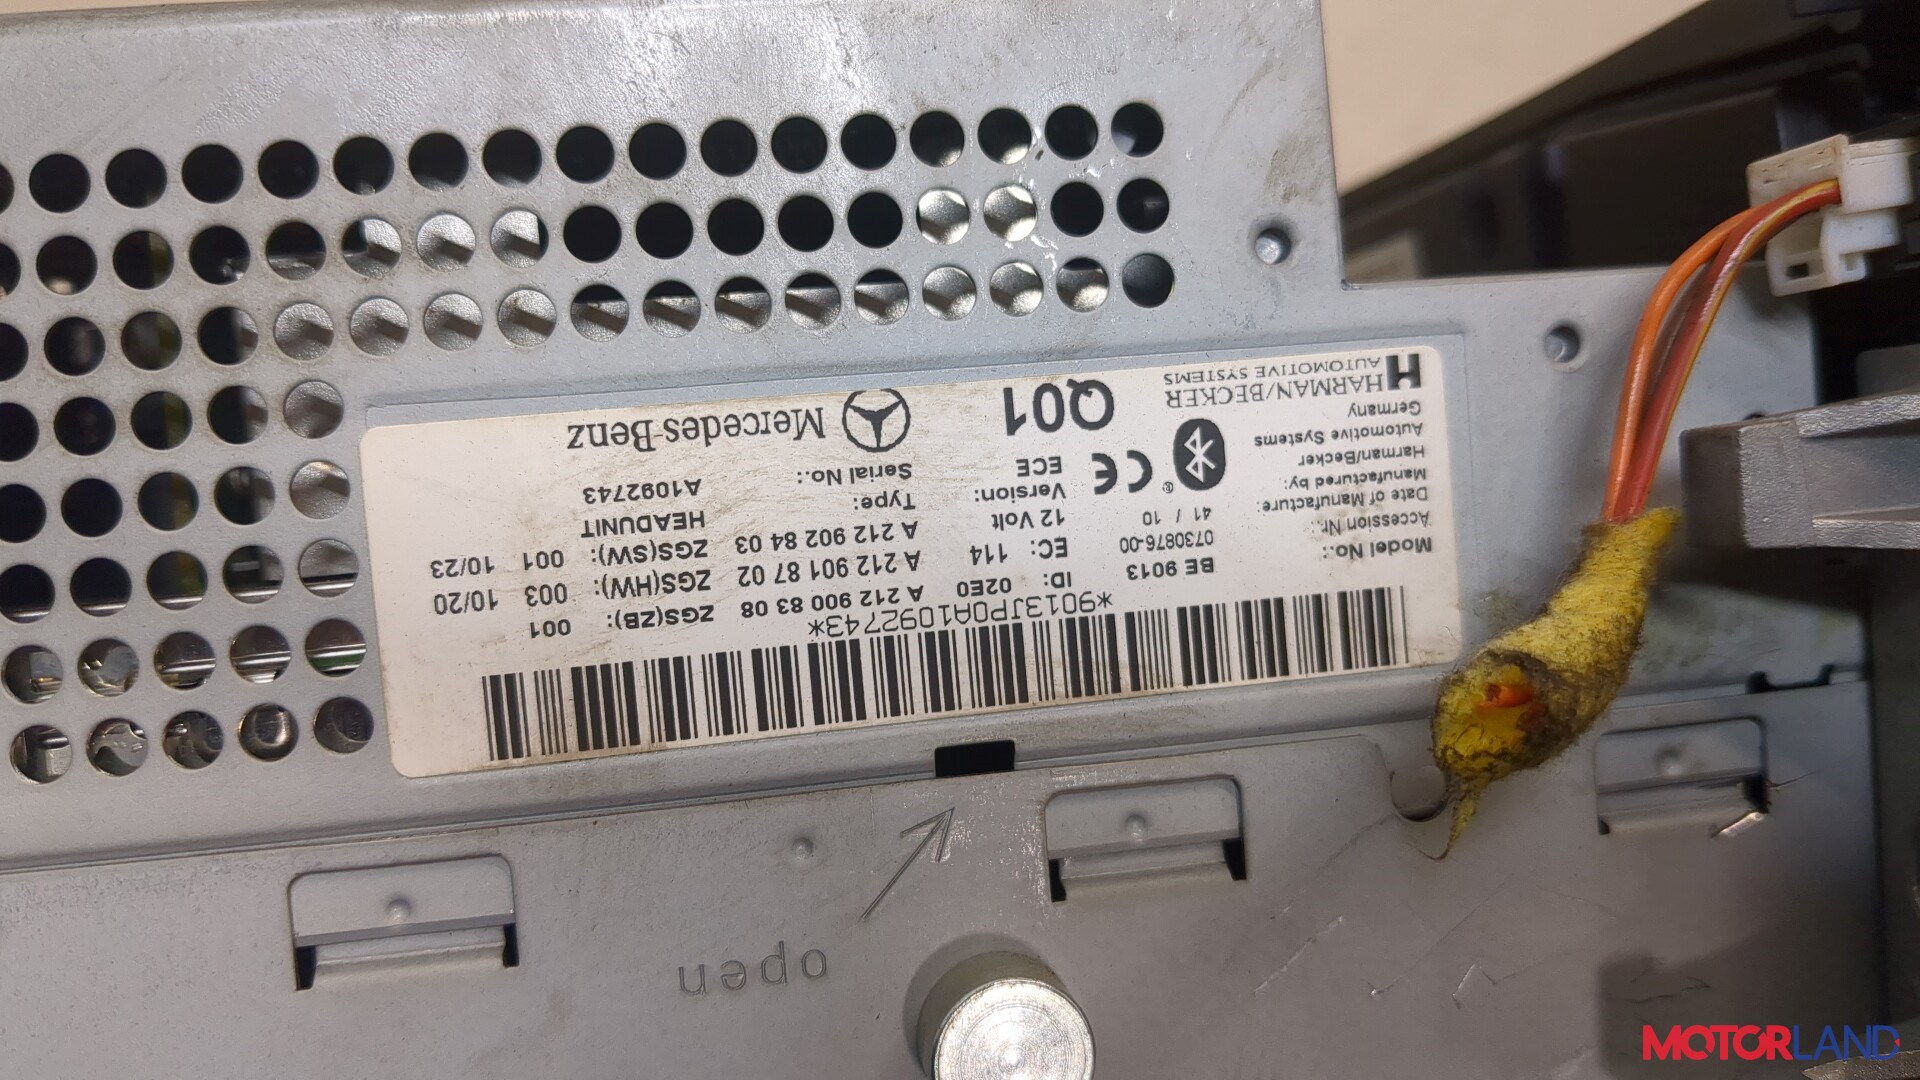 HARMAN/BECKER
AUTOMOTIVE SYSTEMS
Q01
Mercedes-Benz
Manufactured by:
Harman/Becker
Automotive Systems
Germany
CE
Date of Manufacture: 41 / 10
Accession Nr.: 0730876-00
Model No.: BE 9013
Version: ECE
12 Volt
EC: 114
ID: 02E0
Serial No.: A1092743
Type: HEADUNIT
A 212 902 84 03 ZGS(SW): 001 10/23
A 212 901 87 02 ZGS(HW): 003 10/20
A 212 900 83 08 ZGS(ZB): 001
*9013JP0A1092743*
open
MOTORLAND